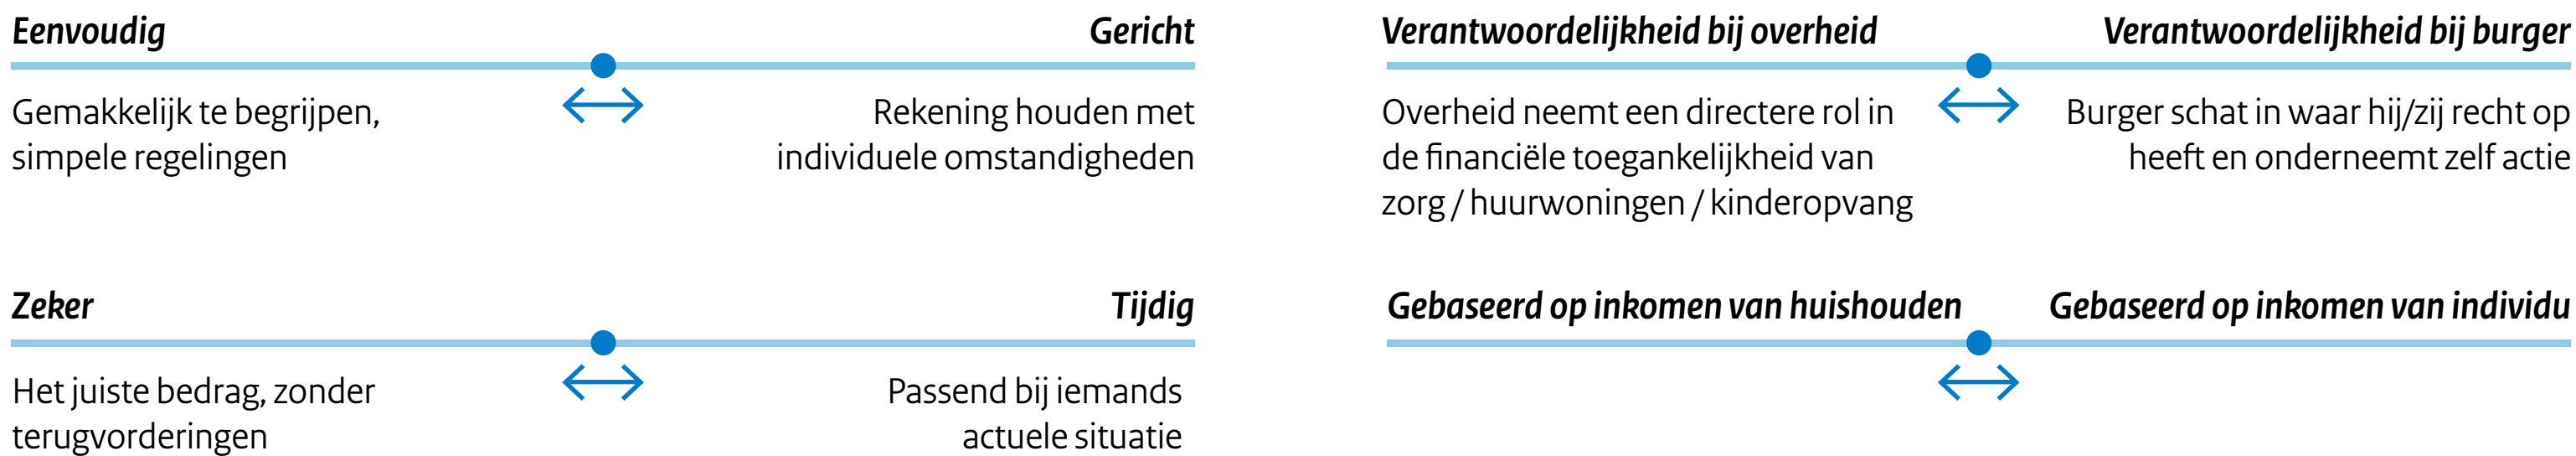 Eenvoudig
Gericht
Gemakkelijk te begrijpen,
simpele regelingen
Rekening houden met
individuele omstandigheden
Verantwoordelijkheid bij overheid
Verantwoordelijkheid bij burger
Overheid neemt een directere rol in
de financiële toegankelijkheid van
zorg / huurwoningen / kinderopvang
Burger schat in waar hij/zij recht op
heeft en onderneemt zelf actie
Zeker
Tijdig
Het juiste bedrag, zonder
terugvorderingen
Passend bij iemands
actuele situatie
Gebaseerd op inkomen van huishouden
Gebaseerd op inkomen van individu